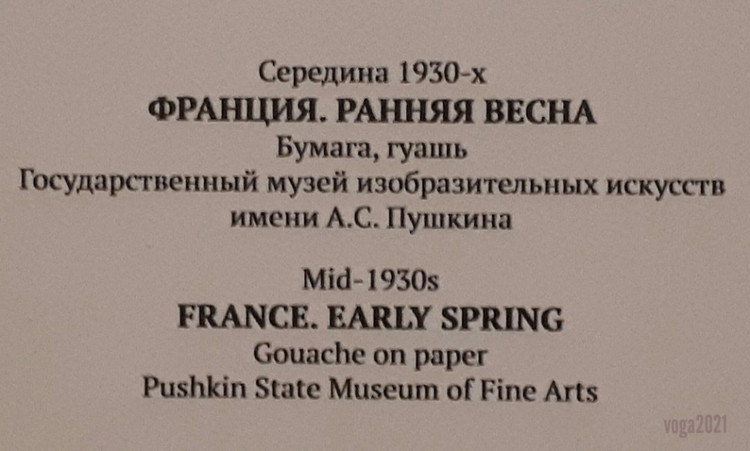 Середина 1930-х
ФРАНЦИЯ. РАННЯЯ ВЕСНА
Бумага, гуашь
Государственный музей изобразительных искусств
имени А.С. Пушкина
Mid-1930s
FRANCE. EARLY SPRING
Gouache on paper
Pushkin State Museum of Fine Arts
voga2021